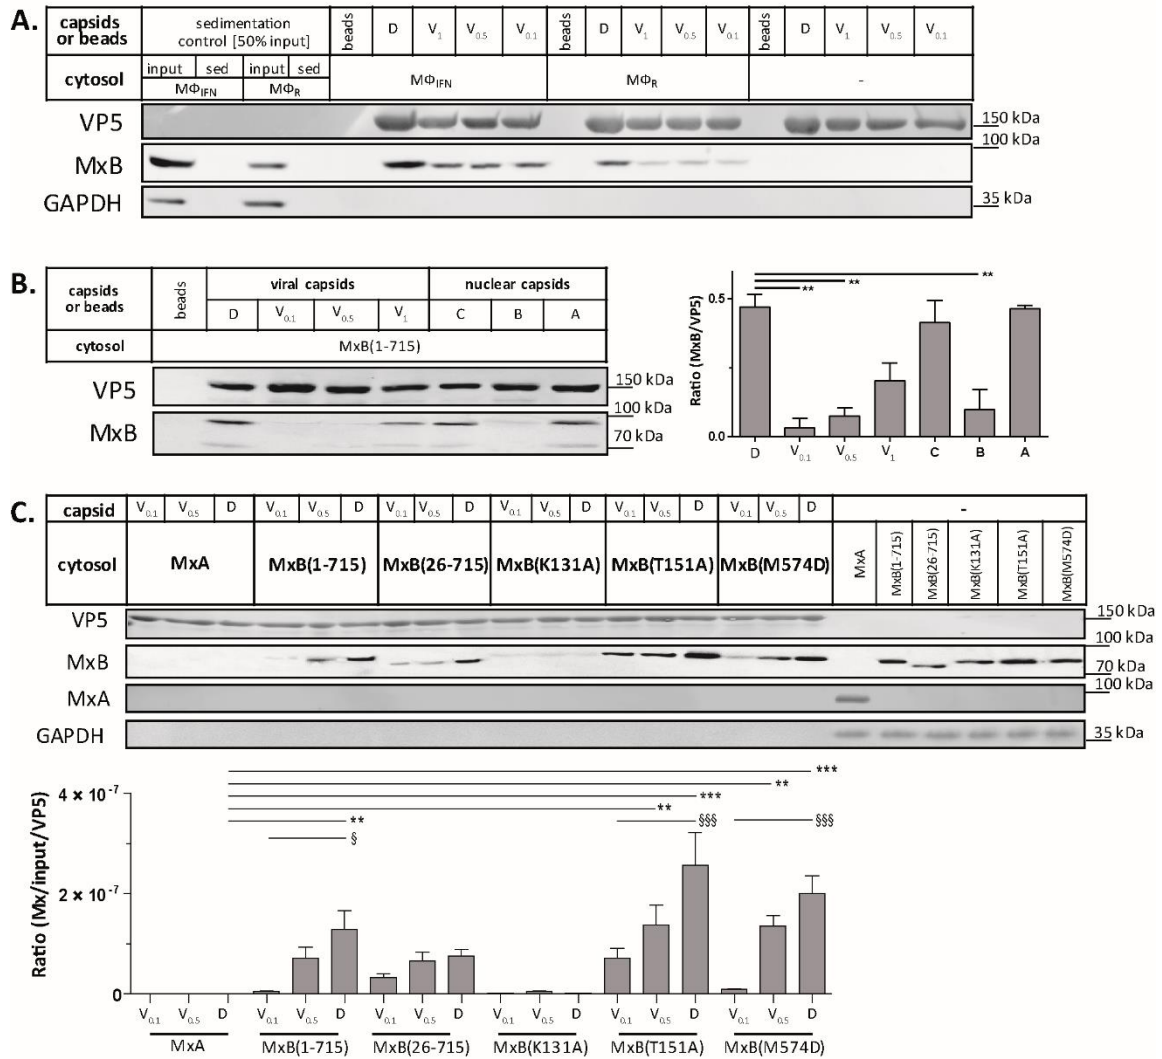 A.
capsids or beads | sedimentation control [50% input] | beads | D | V1 | V0.5 | V0.1 | beads | D | V1 | V0.5 | V0.1 | beads | D | V1 | V0.5 | V0.1
cytosol | input | sed | input | sed | MΦIFN | MΦR | -
MΦIFN | MΦR
VP5 150 kDa
100 kDa
MxB
GAPDH 35 kDa
B.
capsids or beads | beads | viral capsids | nuclear capsids
D | V0.1 | V0.5 | V1 | C | B | A
cytosol | MxB(1-715)
VP5 150 kDa
100 kDa
MxB
70 kDa
**
**
**
0.5
0.0
Ratio (MxB/VP5)
D V0.1 V0.5 V1 C B A
C.
capsid | V0.1 | V0.5 | D | V0.1 | V0.5 | D | V0.1 | V0.5 | D | V0.1 | V0.5 | D | V0.1 | V0.5 | D | V0.1 | V0.5 | D | -
cytosol | MxA | MxB(1-715) | MxB(26-715) | MxB(K131A) | MxB(T151A) | MxB(M574D) | MxA | MxB(1-715) | MxB(26-715) | MxB(K131A) | MxB(T151A) | MxB(M574D)
VP5 150 kDa
100 kDa
MxB
70 kDa
MxA 100 kDa
GAPDH 35 kDa
***
**
***
**
**
§
§§§
§§§
4 × 10-7
2 × 10-7
0
Ratio (Mx/input/VP5)
V0.1 V0.5 D V0.1 V0.5 D V0.1 V0.5 D V0.1 V0.5 D V0.1 V0.5 D V0.1 V0.5 D
MxA MxB(1-715) MxB(26-715) MxB(K131A) MxB(T151A) MxB(M574D)